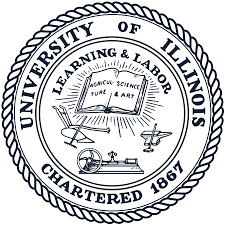 UNIVERSITY OF ILLINOIS
LEARNING & LABOR
AGRICUL
TURE
SCIENCE
& ART
CHARTERED 1867